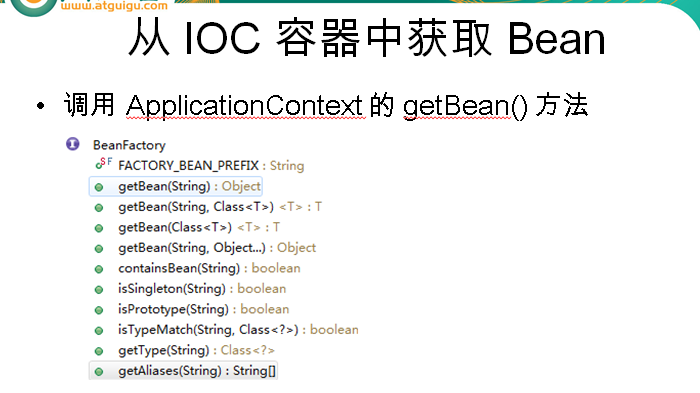 www.atguigu.com
从 IOC 容器中获取 Bean
• 调用 ApplicationContext 的 getBean() 方法
I BeanFactory
S F FACTORY_BEAN_PREFIX : String
getBean(String) : Object
getBean(String, Class<T>) <T> : T
getBean(Class<T>) <T> : T
getBean(String, Object...) : Object
containsBean(String) : boolean
isSingleton(String) : boolean
isPrototype(String) : boolean
isTypeMatch(String, Class<?>) : boolean
getType(String) : Class<?>
getAliases(String) : String[]